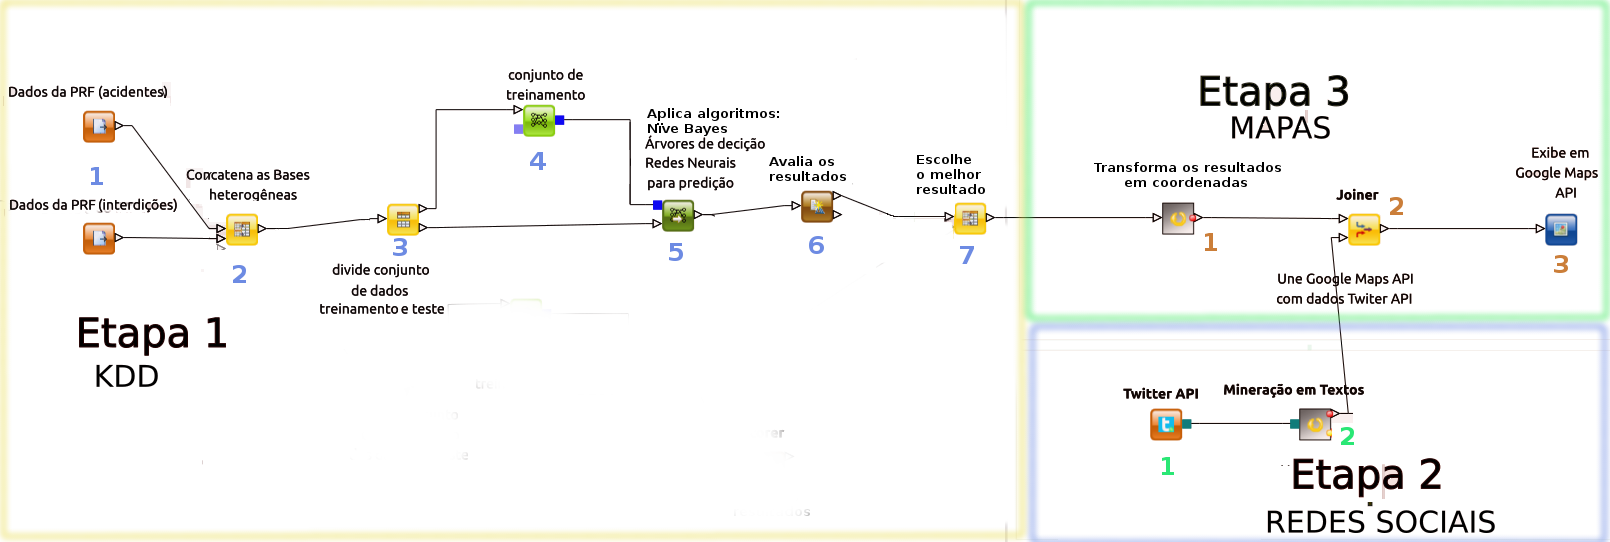 Dados da PRF (acidentes)
1
Dados da PRF (interdições)
Concatena as Bases
heterogêneas
2
3
divide conjunto
de dados
treinamento e teste
conjunto de
treinamento
4
Aplica algoritmos:
Nïve Bayes
Árvores de decição
Redes Neurais
para predição
5
Avalia os
resultados
6
Escolhe
o melhor
resultado
7
Etapa 1
KDD
Etapa 3
MAPAS
Transforma os resultados
em coordenadas
1
Joiner
2
Exibe em
Google Maps
API
3
Une Google Maps API
com dados Twiter API
Twitter API
1
Mineração em Textos
2
Etapa 2
REDES SOCIAIS